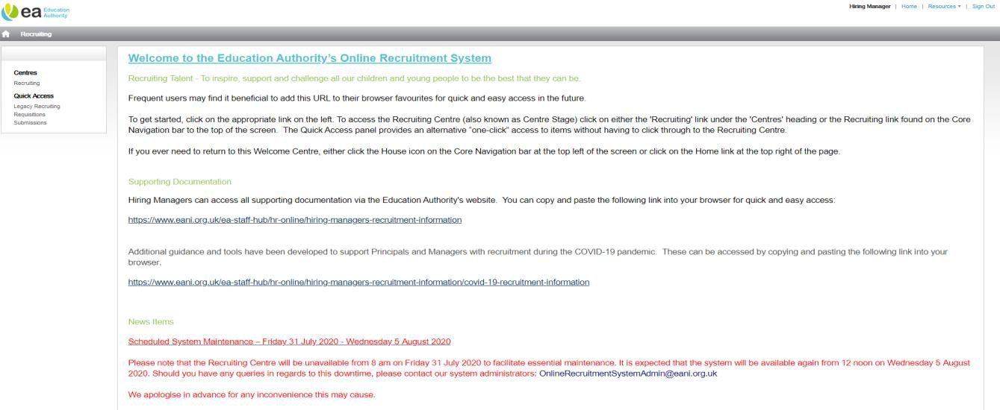 ea Education
Authority
Hiring Manager | Home | Resources | Sign Out
Recruiting
Centres
Recruiting
Quick Access
Legacy Recruiting
Requisitions
Submissions
Welcome to the Education Authority's Online Recruitment System
Recruiting Talent - To inspire, support and challenge all our children and young people to be the best that they can be.
Frequent users may find it beneficial to add this URL to their browser favourites for quick and easy access in the future.
To get started, click on the appropriate link on the left. To access the Recruiting Centre (also known as Centre Stage) click on either the 'Recruiting' link under the 'Centres' heading or the Recruiting link found on the Core
Navigation bar to the top of the screen. The Quick Access panel provides an alternative "one-click" access to items without having to click through to the Recruiting Centre.
If you ever need to return to this Welcome Centre, either click the House icon on the Core Navigation bar at the top left of the screen or click on the Home link at the top right of the page.
Supporting Documentation
Hiring Managers can access all supporting documentation via the Education Authority's website. You can copy and paste the following link into your browser for quick and easy access:
https://www.eani.org.uk/ea-staff-hub/hr-online/hiring-managers-recruitment-information
Additional guidance and tools have been developed to support Principals and Managers with recruitment during the COVID-19 pandemic. These can be accessed by copying and pasting the following link into your
browser.
https://www.eani.org.uk/ea-staff-hub/hr-online/hiring-managers-recruitment-information/covid-19-recruitment-information
News Items
Scheduled System Maintenance – Friday 31 July 2020 - Wednesday 5 August 2020
Please note that the Recruiting Centre will be unavailable from 8 am on Friday 31 July 2020 to facilitate essential maintenance. It is expected that the system will be available again from 12 noon on Wednesday 5 August
2020. Should you have any queries in regards to this downtime, please contact our system administrators: OnlineRecruitmentSystemAdmin@eani.org.uk
We apologise in advance for any inconvenience this may cause.